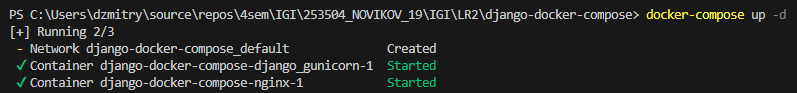 PS C:\Users\dzmitry\source\repos\4sem\IGI\253504_NOVIKOV_19\IGI\LR2\django-docker-compose> docker-compose up -d
[+] Running 2/3
- Network django-docker-compose_default Created
✓ Container django-docker-compose-django_gunicorn-1 Started
✓ Container django-docker-compose-nginx-1 Started